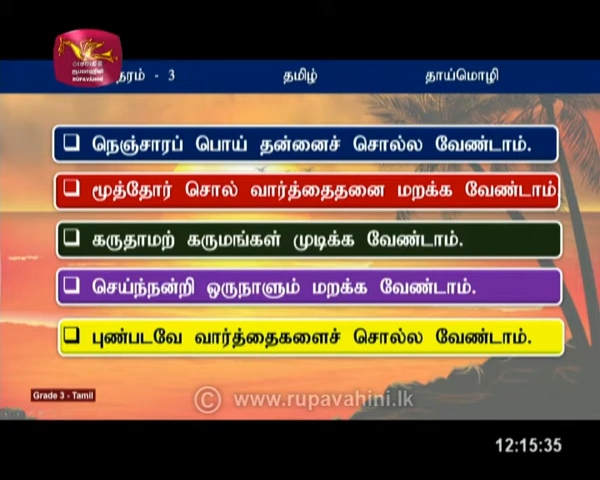 தரம் - 3 தமிழ் தாய்மொழி
RUPAVAHINI
❑ நெஞ்சாரப் பொய் தன்னைச் சொல்ல வேண்டாம்.
❑ மூத்தோர் சொல் வார்த்தைதனை மறக்க வேண்டாம்
❑ கருதாமற் கருமங்கள் முடிக்க வேண்டாம்.
❑ செய்ந்நன்றி ஒருநாளும் மறக்க வேண்டாம்.
❑ புண்படவே வார்த்தைகளைச் சொல்ல வேண்டாம்.
Grade 3 - Tamil
© www.rupavahini.lk
12:15:35